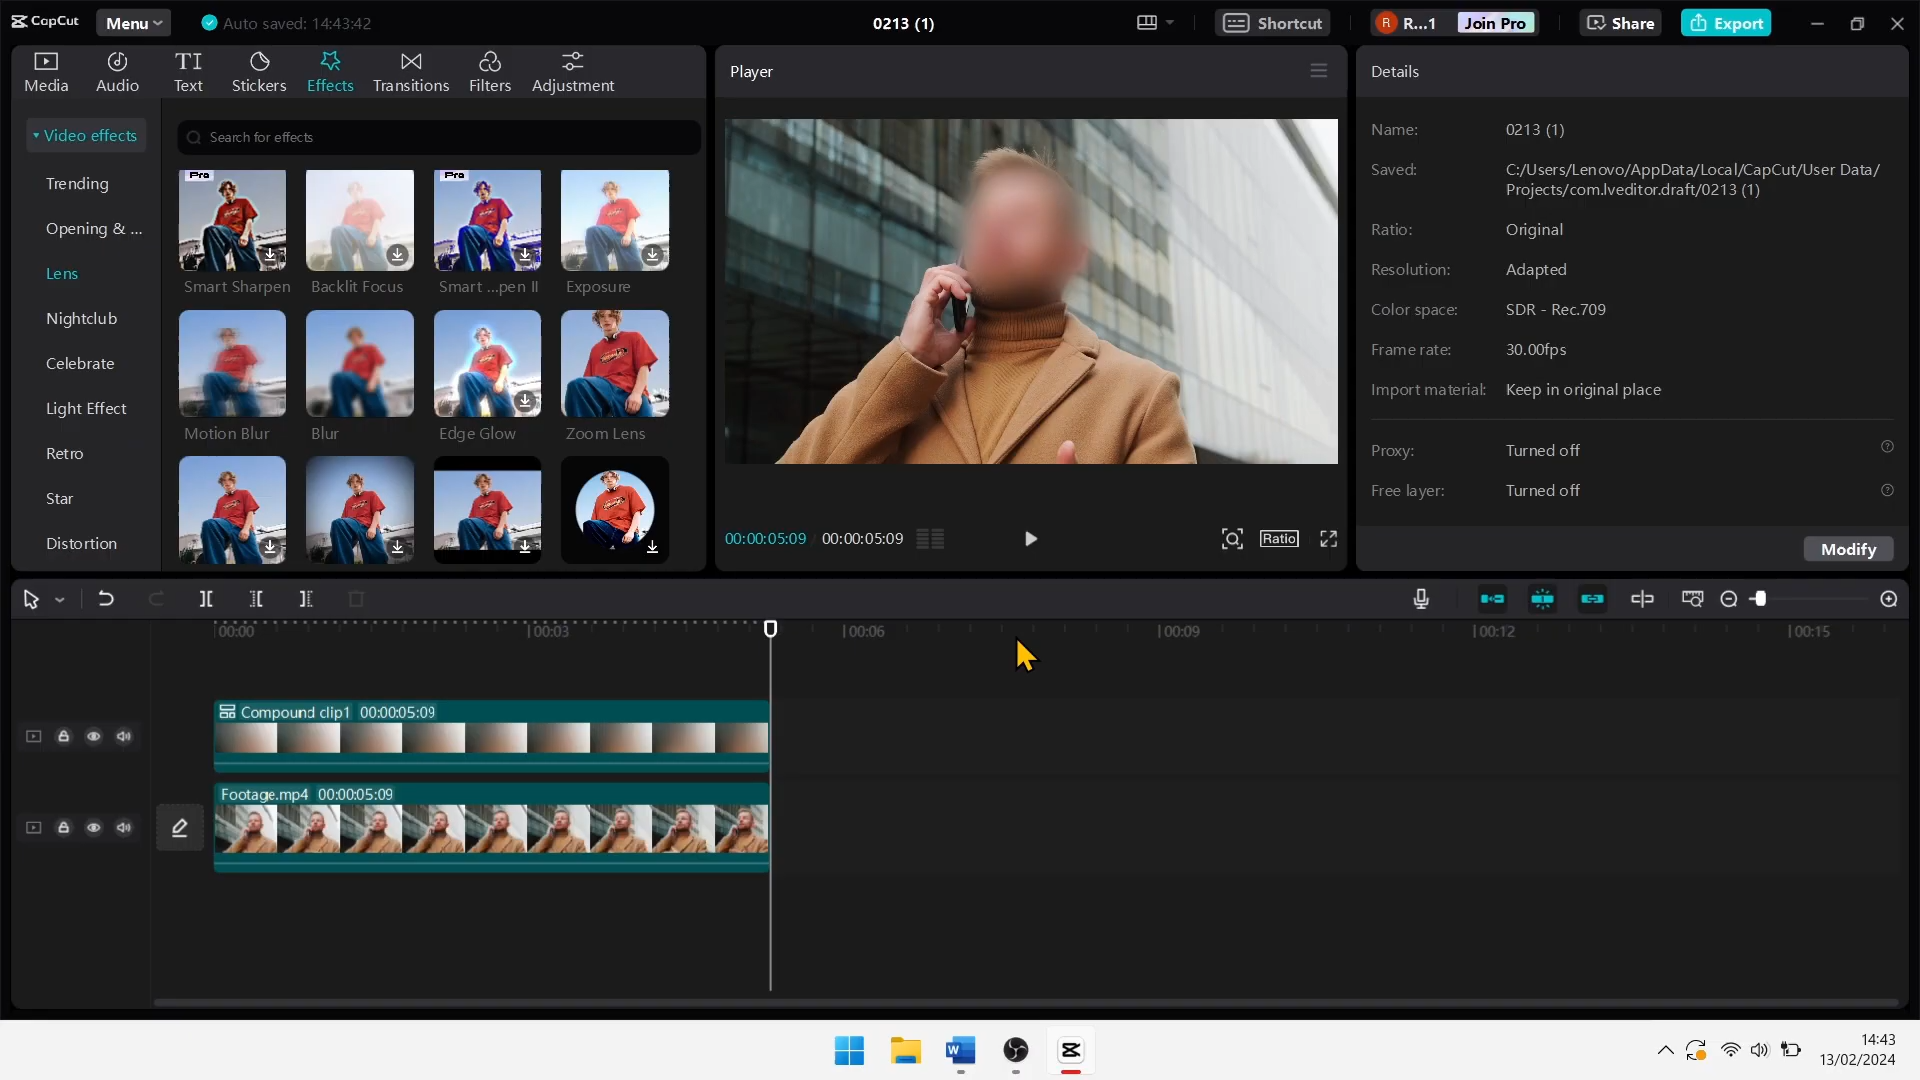 CapCut
Menu
Auto saved: 14:43:42
0213 (1)
Shortcut
R
R...1
Join Pro
Share
Export
Media
Audio
Text
Stickers
Effects
Transitions
Filters
Adjustment
Video effects
Trending
Opening & ...
Lens
Nightclub
Celebrate
Light Effect
Retro
Star
Distortion
Search for effects
Pro
Pro
Smart Sharpen
Backlit Focus
Smart ...pen II
Exposure
Motion Blur
Blur
Edge Glow
Zoom Lens
Player
00:00:05:09
00:00:05:09
Ratio
Details
Name:
0213 (1)
Saved:
C:/Users/Lenovo/AppData/Local/CapCut/User Data/
Projects/com.lveditor.draft/0213 (1)
Ratio:
Original
Resolution:
Adapted
Color space:
SDR - Rec.709
Frame rate:
30.00fps
Import material:
Keep in original place
Proxy:
Turned off
Free layer:
Turned off
Modify
00:00
00:03
00:06
00:09
00:12
00:15
Compound clip1 00:00:05:09
Footage.mp4 00:00:05:09
W
14:43
13/02/2024